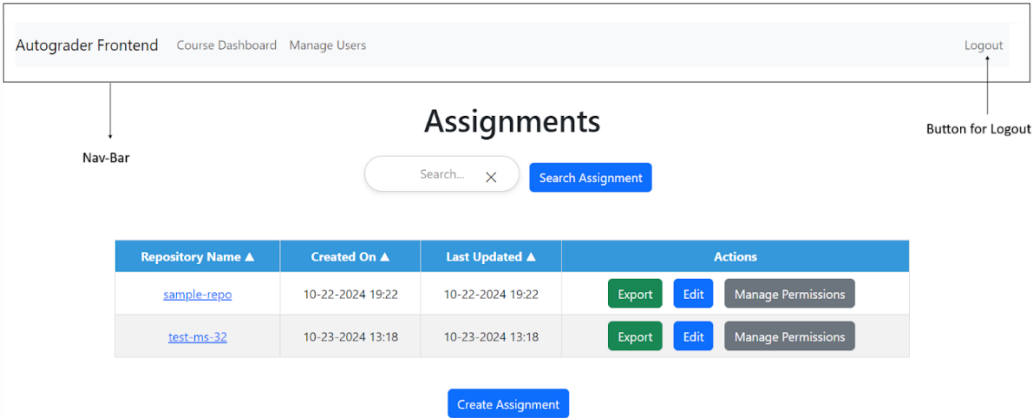 Autograder Frontend Course Dashboard Manage Users Logout
Button for Logout
Nav-Bar
Assignments
Search... Search Assignment
Repository Name ▲ Created On ▲ Last Updated ▲ Actions
sample-repo 10-22-2024 19:22 10-22-2024 19:22 Export Edit Manage Permissions
test-ms-32 10-23-2024 13:18 10-23-2024 13:18 Export Edit Manage Permissions
Create Assignment